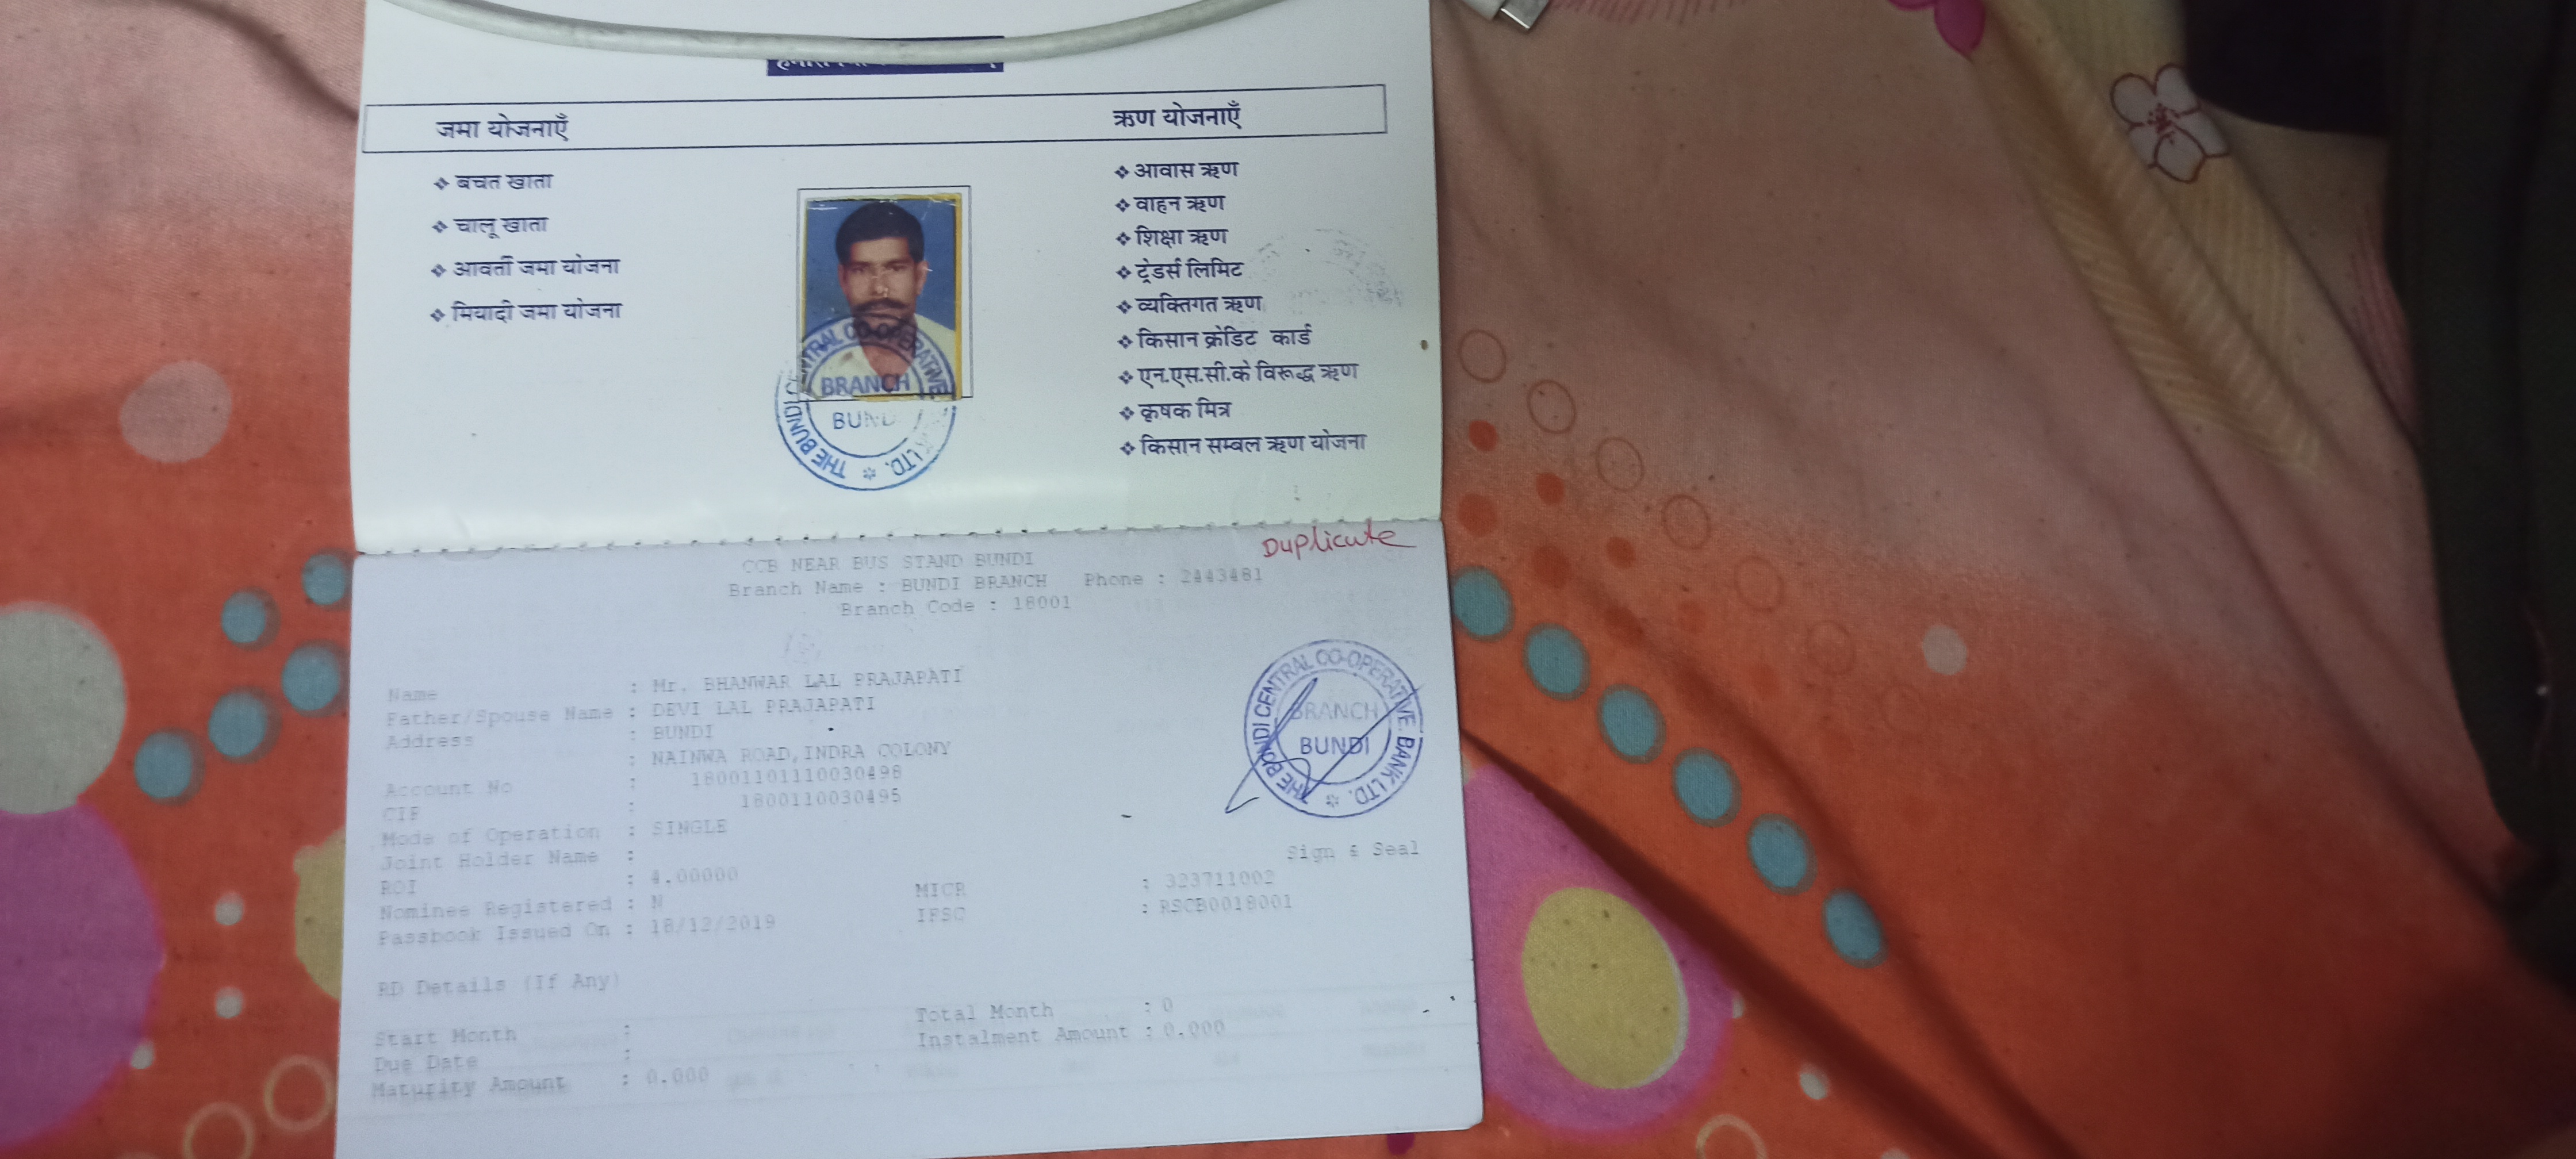 जमा योजनाएँ
ऋण योजनाएँ
❖ बचत खाता
❖ चालू खाता
❖ आवर्ती जमा योजना
❖ मियादी जमा योजना
❖ आवास ऋण
❖ वाहन ऋण
❖ शिक्षा ऋण
❖ ट्रेडर्स लिमिट
❖ व्यक्तिगत ऋण
❖ किसान क्रेडिट कार्ड
❖ एन.एस.सी.के विरूद्ध ऋण
❖ कृषक मित्र
❖ किसान सम्बल ऋण योजना
THE BUNDI CENTRAL CO-OPERATIVE LTD.
BRANCH
Duplicate
CCB NEAR BUS STAND BUNDI
Branch Name : BUNDI BRANCH Phone : 2443481
Branch Code : 18001
Name : Mr. BHANWAR LAL PRAJAPATI
Father/Spouse Name : DEVI LAL PRAJAPATI
Address : BUNDI
: NAINWA ROAD,INDRA COLONY
Account No : 18001101110030498
CIF : 1800110030495
Mode of Operation : SINGLE
Joint Holder Name :
ROI : 4.00000
Nominee Registered : N
Passbook Issued On : 18/12/2019
THE BUNDI CENTRAL CO-OPERATIVE BANK LTD.
BRANCH
BUNDI
Sign & Seal
MICR : 323711002
IFSC : RSCB0018001
RD Details (If Any)
Start Month :
Due Date :
Maturity Amount : 0.000
Total Month : 0
Instalment Amount : 0.000